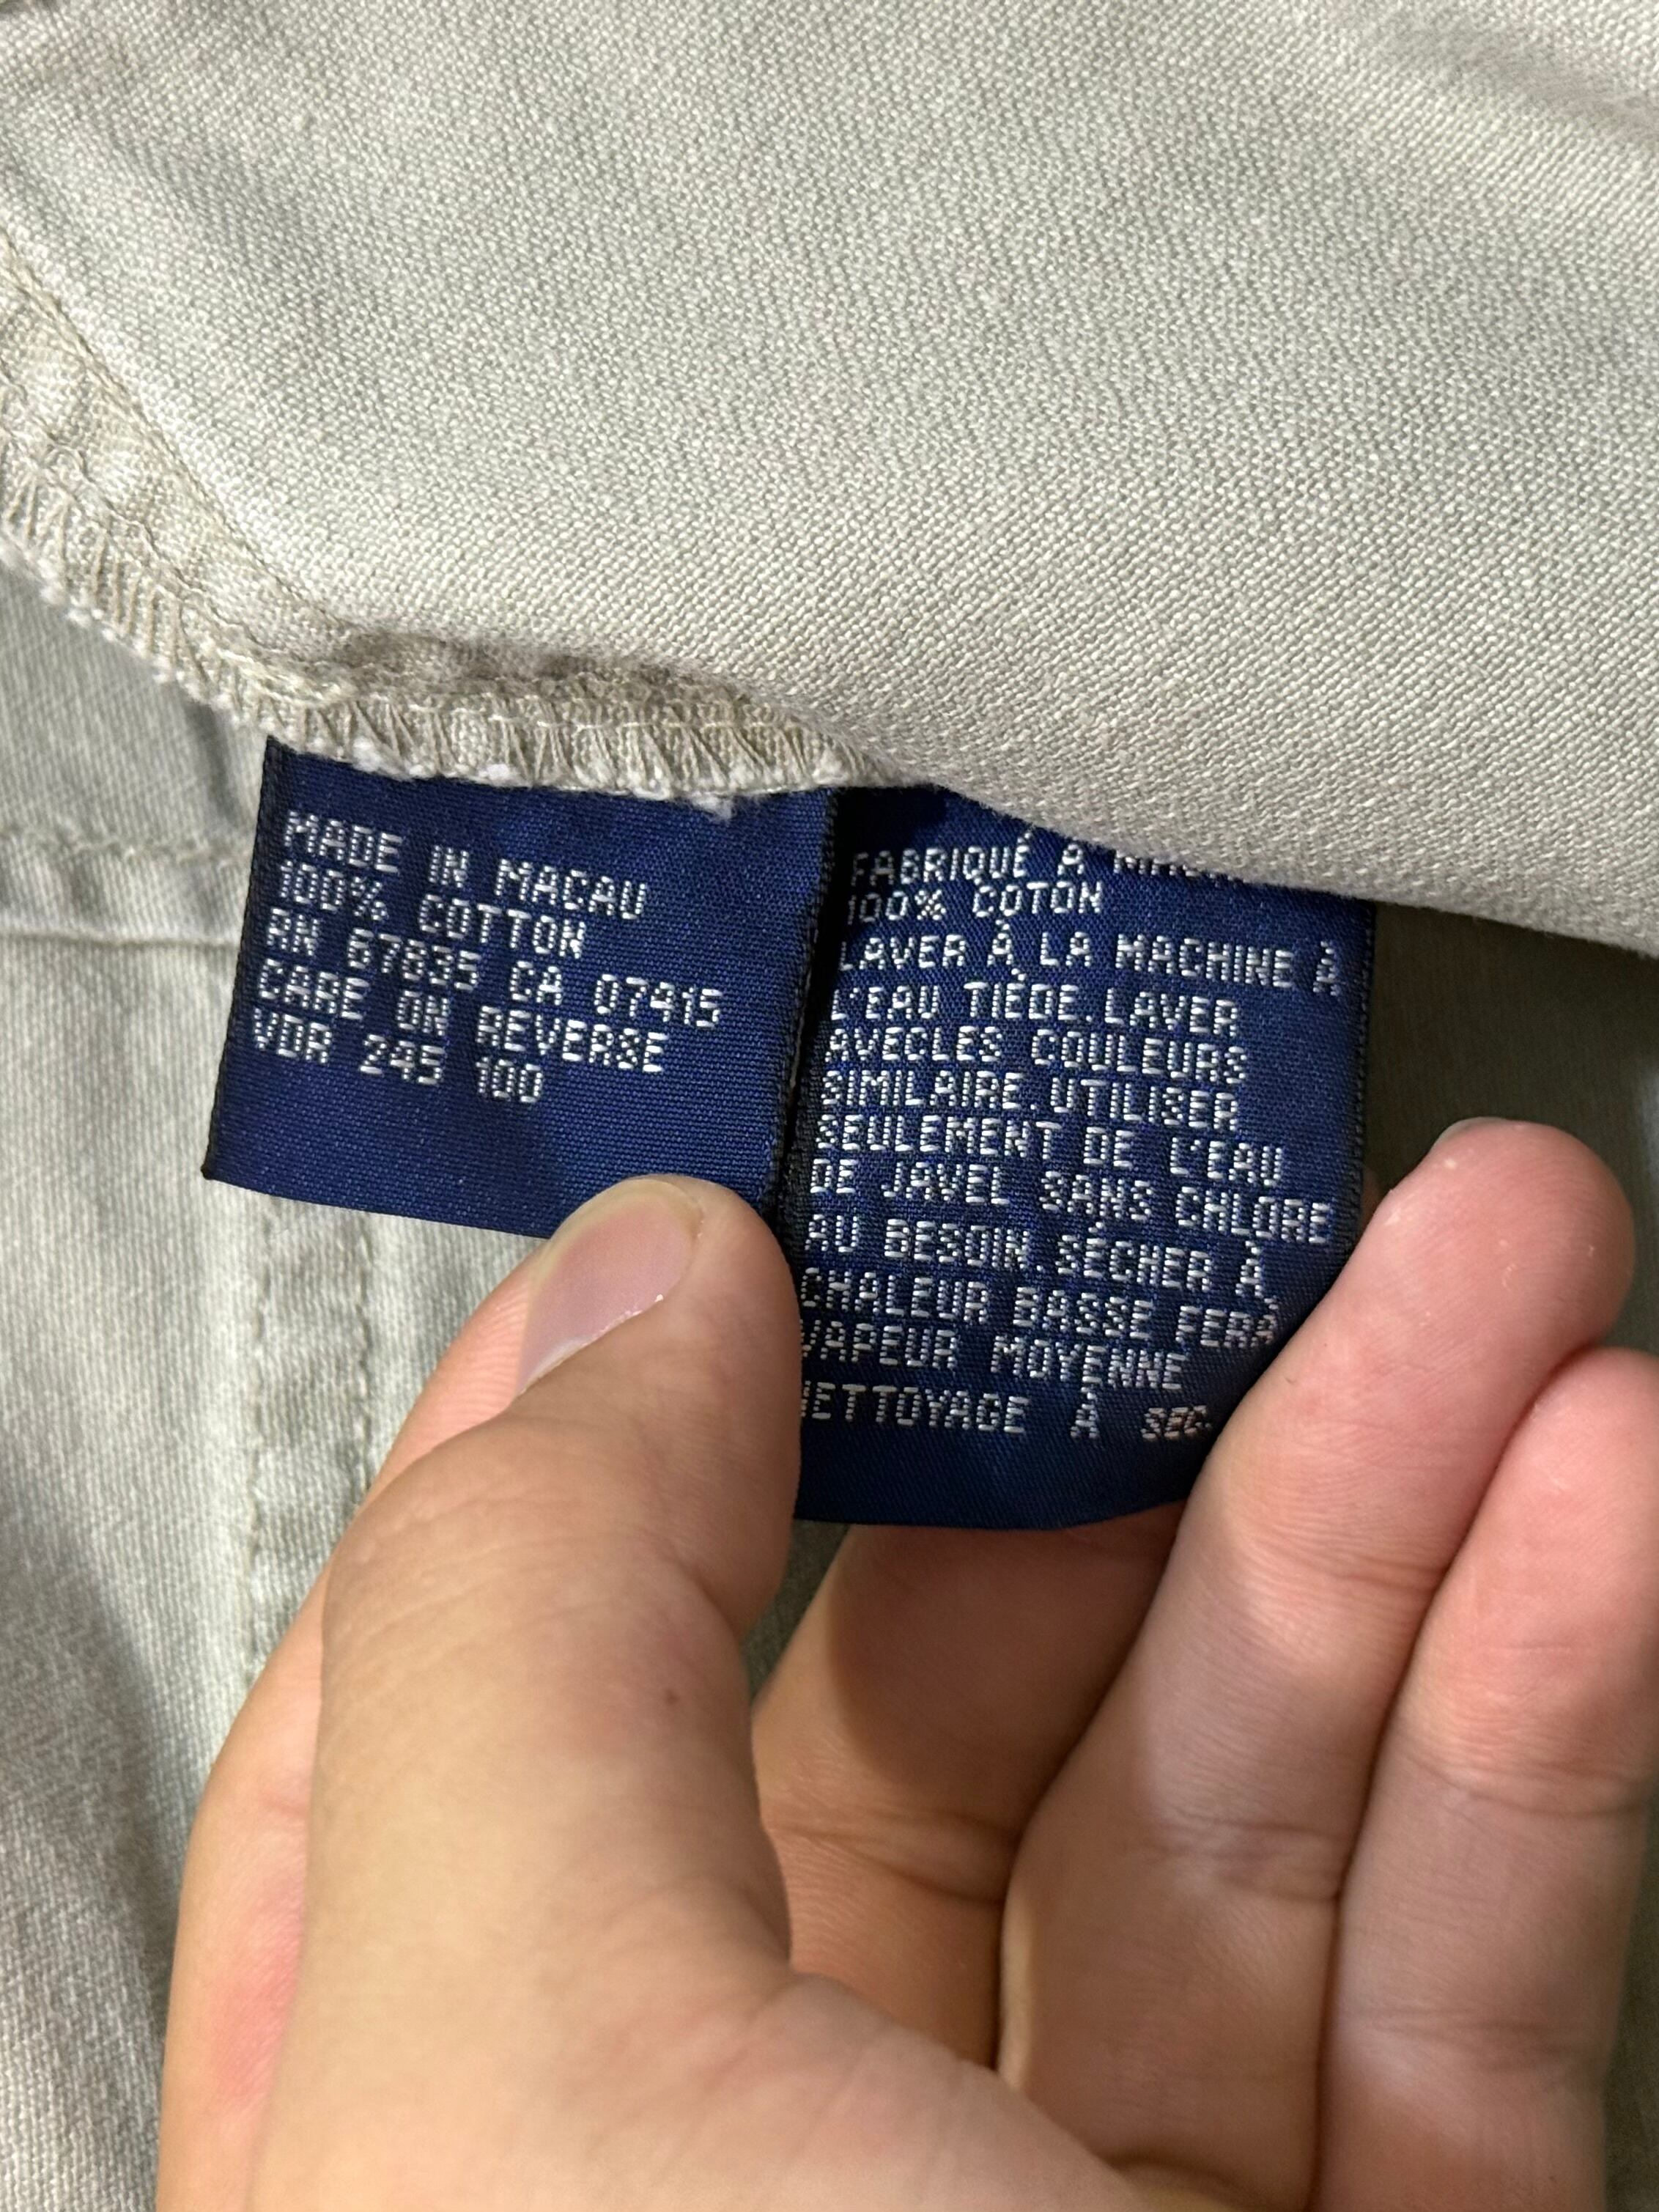 MADE IN MACAU
100% COTTON
RN 67835 CA 07415
CARE ON REVERSE
VDR 245 100
FABRIQUÉ À
100% COTON
LAVER À LA MACHINE À
L'EAU TIÈDE.LAVER
AVECLES COULEURS
SIMILAIRE.UTILISER
SEULEMENT DE L'EAU
DE JAVEL SANS CHLORE
AU BESOIN.SÉCHER À
CHALEUR BASSE FERÀ
VAPEUR MOYENNE
NETTOYAGE À SEC.